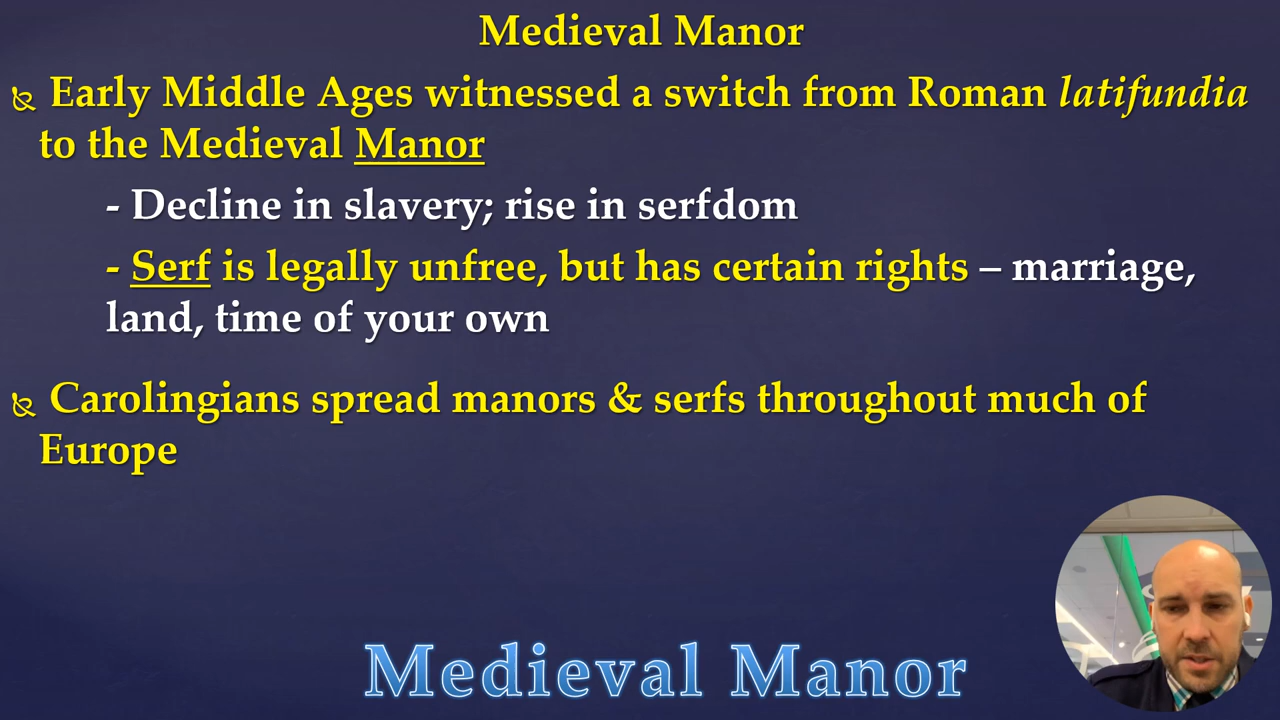 Medieval Manor
Early Middle Ages witnessed a switch from Roman latifundia
to the Medieval Manor
- Decline in slavery; rise in serfdom
- Serf is legally unfree, but has certain rights – marriage,
land, time of your own
Carolingians spread manors & serfs throughout much of
Europe
Medieval Manor